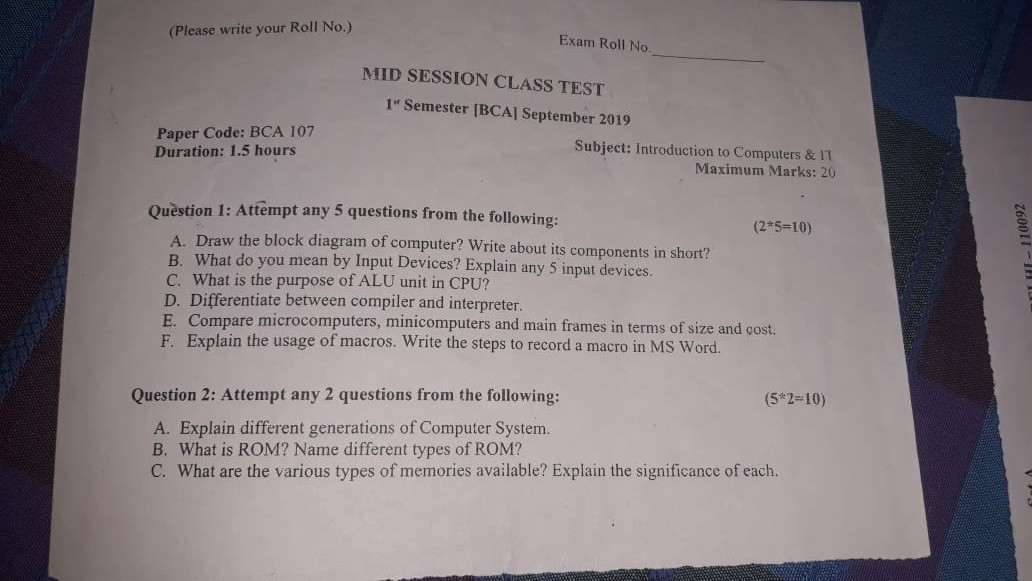 (Please write your Roll No.)
Exam Roll No.
MID SESSION CLASS TEST
1st Semester [BCA] September 2019
Paper Code: BCA 107
Duration: 1.5 hours
Subject: Introduction to Computers & IT
Maximum Marks: 20
Question 1: Attempt any 5 questions from the following: (2*5=10)
A. Draw the block diagram of computer? Write about its components in short?
B. What do you mean by Input Devices? Explain any 5 input devices.
C. What is the purpose of ALU unit in CPU?
D. Differentiate between compiler and interpreter.
E. Compare microcomputers, minicomputers and main frames in terms of size and cost.
F. Explain the usage of macros. Write the steps to record a macro in MS Word.
Question 2: Attempt any 2 questions from the following: (5*2=10)
A. Explain different generations of Computer System.
B. What is ROM? Name different types of ROM?
C. What are the various types of memories available? Explain the significance of each.
110092